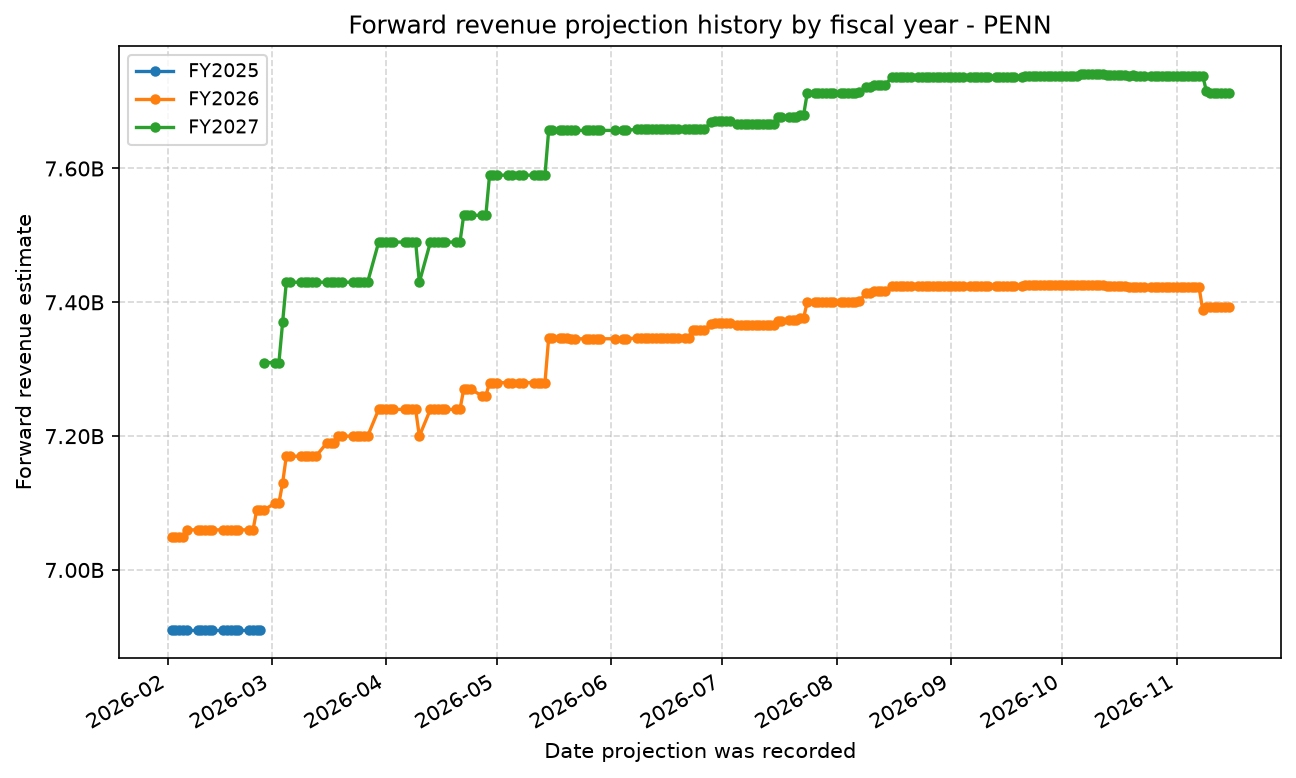 Forward revenue projection history by fiscal year - PENN
FY2025
FY2026
FY2027
Forward revenue estimate
7.60B
7.40B
7.20B
7.00B
2026-02
2026-03
2026-04
2026-05
2026-06
2026-07
2026-08
2026-09
2026-10
2026-11
Date projection was recorded